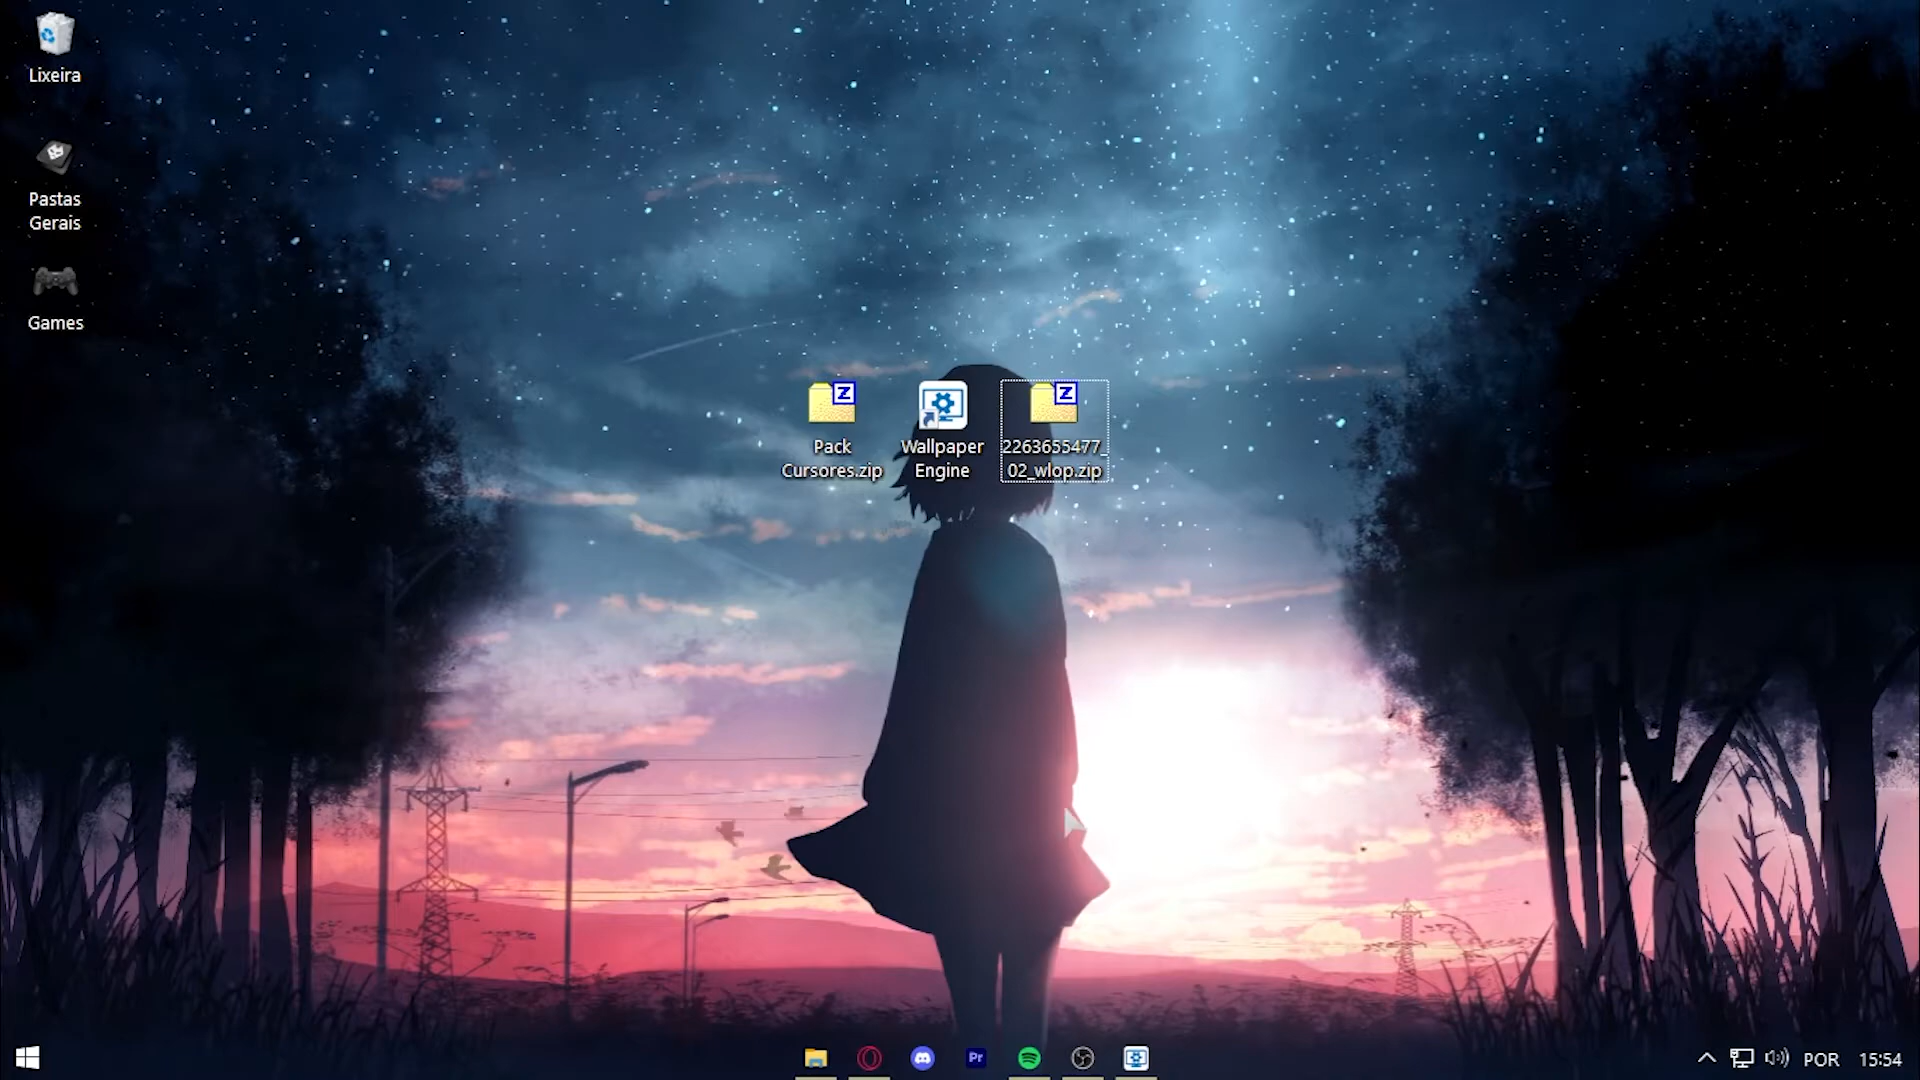 Lixeira
Pastas
Gerais
Games
Z
Pack
Cursores.zip
Wallpaper
Engine
Z
2263655477_
02_wlop.zip
Pr
POR
15:54